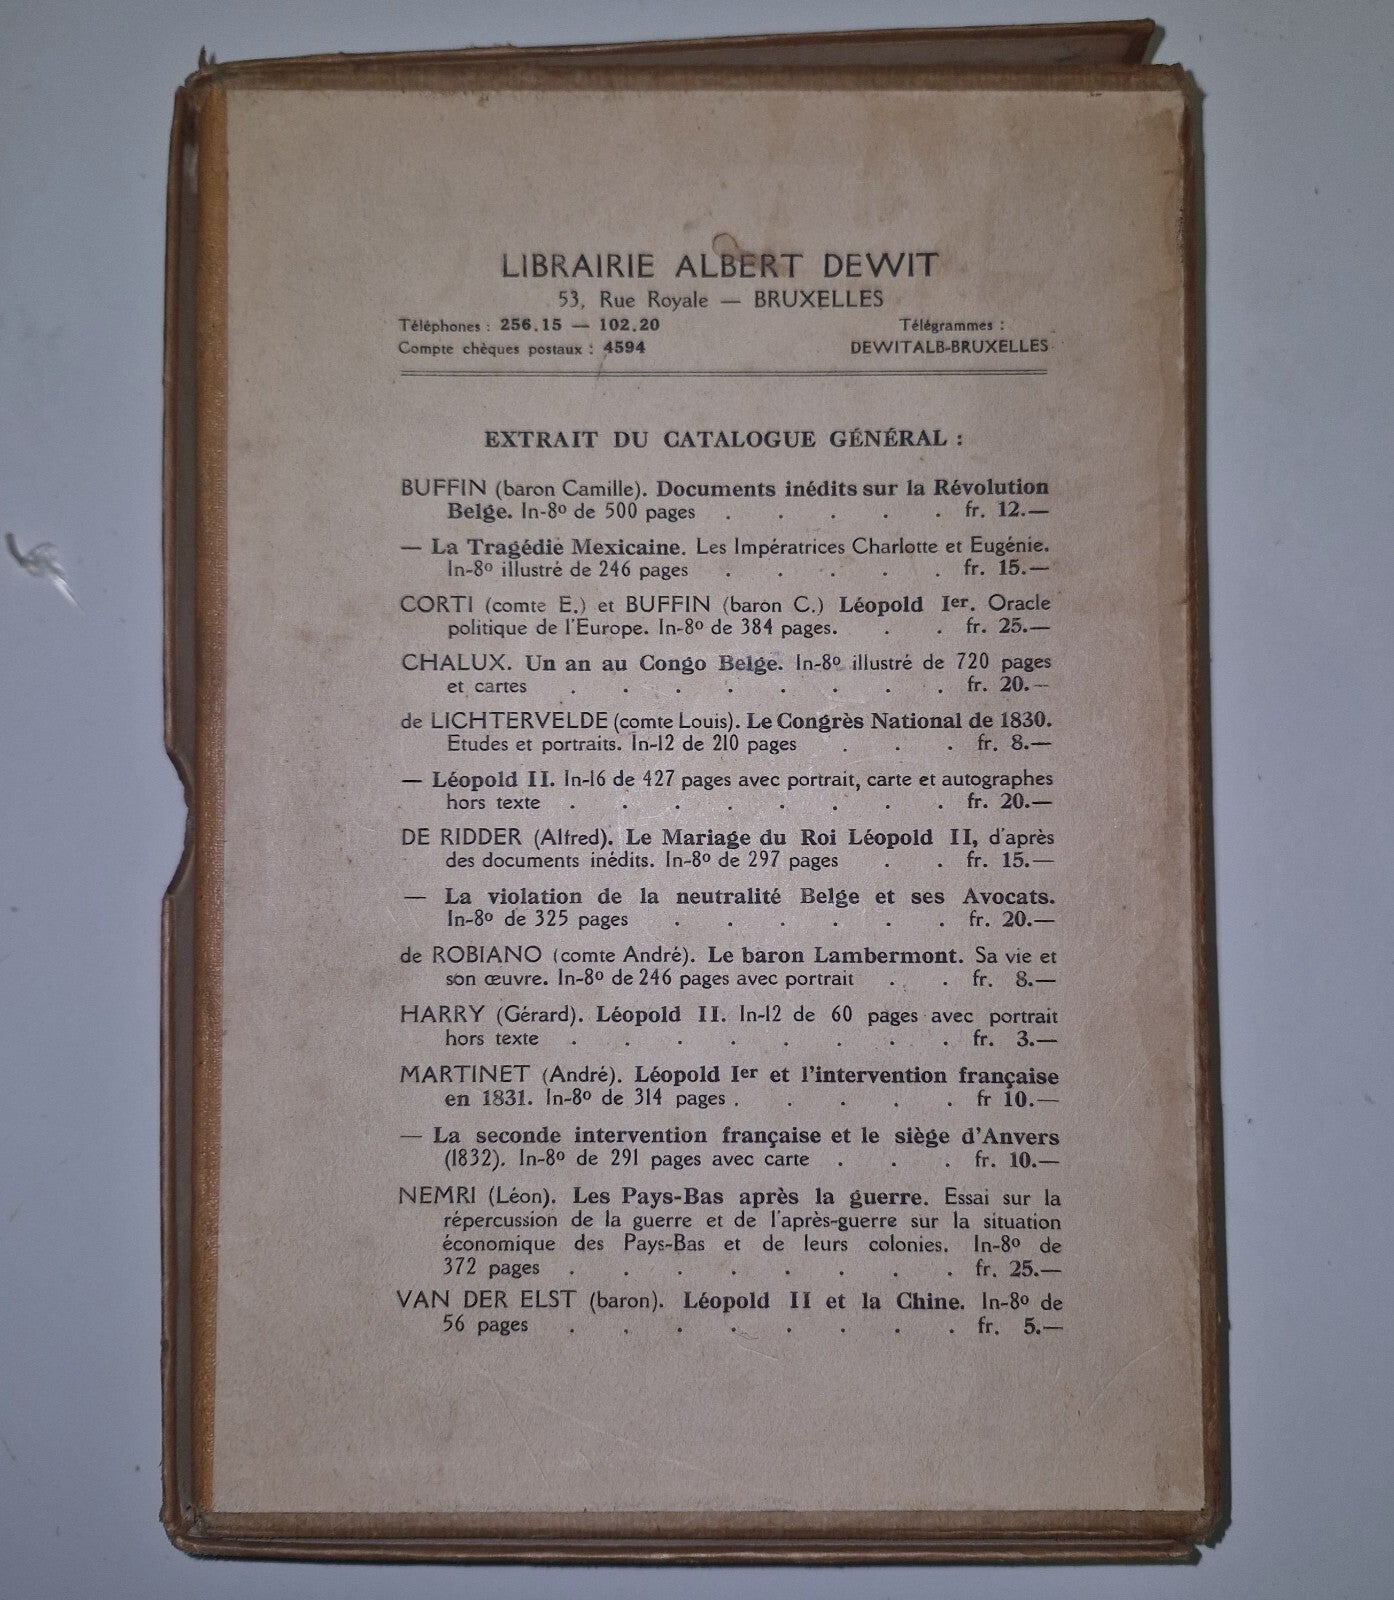 LIBRAIRIE ALBERT DEWIT
53, Rue Royale — BRUXELLES
Téléphones : 256.15 — 102.20 Télégrammes :
Compte chèques postaux : 4594 DEWITALB-BRUXELLES
EXTRAIT DU CATALOGUE GÉNÉRAL :
BUFFIN (baron Camille). Documents inédits sur la Révolution
Belge. In-8º de 500 pages . . . . . fr. 12.—
— La Tragédie Mexicaine. Les Impératrices Charlotte et Eugénie.
In-8º illustré de 246 pages . . . . . fr. 15.—
CORTI (comte E.) et BUFFIN (baron C.) Léopold Ier. Oracle
politique de l'Europe. In-8º de 384 pages. . . fr. 25.—
CHALUX. Un an au Congo Belge. In-8º illustré de 720 pages
et cartes . . . . . . . . fr. 20.—
de LICHTERVELDE (comte Louis). Le Congrès National de 1830.
Etudes et portraits. In-12 de 210 pages . . . fr. 8.—
— Léopold II. In-16 de 427 pages avec portrait, carte et autographes
hors texte . . . . . . . . fr. 20.—
DE RIDDER (Alfred). Le Mariage du Roi Léopold II, d'après
des documents inédits. In-8º de 297 pages . . fr. 15.—
— La violation de la neutralité Belge et ses Avocats.
In-8º de 325 pages . . . . . . fr. 20.—
de ROBIANO (comte André). Le baron Lambermont. Sa vie et
son œuvre. In-8º de 246 pages avec portrait . . fr. 8.—
HARRY (Gérard). Léopold II. In-12 de 60 pages avec portrait
hors texte . . . . . . . . fr. 3.—
MARTINET (André). Léopold Ier et l'intervention française
en 1831. In-8º de 314 pages . . . . . fr 10.—
— La seconde intervention française et le siège d'Anvers
(1832). In-8º de 291 pages avec carte . . . fr. 10.—
NEMRI (Léon). Les Pays-Bas après la guerre. Essai sur la
répercussion de la guerre et de l'après-guerre sur la situation
économique des Pays-Bas et de leurs colonies. In-8º de
372 pages . . . . . . . . fr. 25.—
VAN DER ELST (baron). Léopold II et la Chine. In-8º de
56 pages . . . . . . . . fr. 5.—